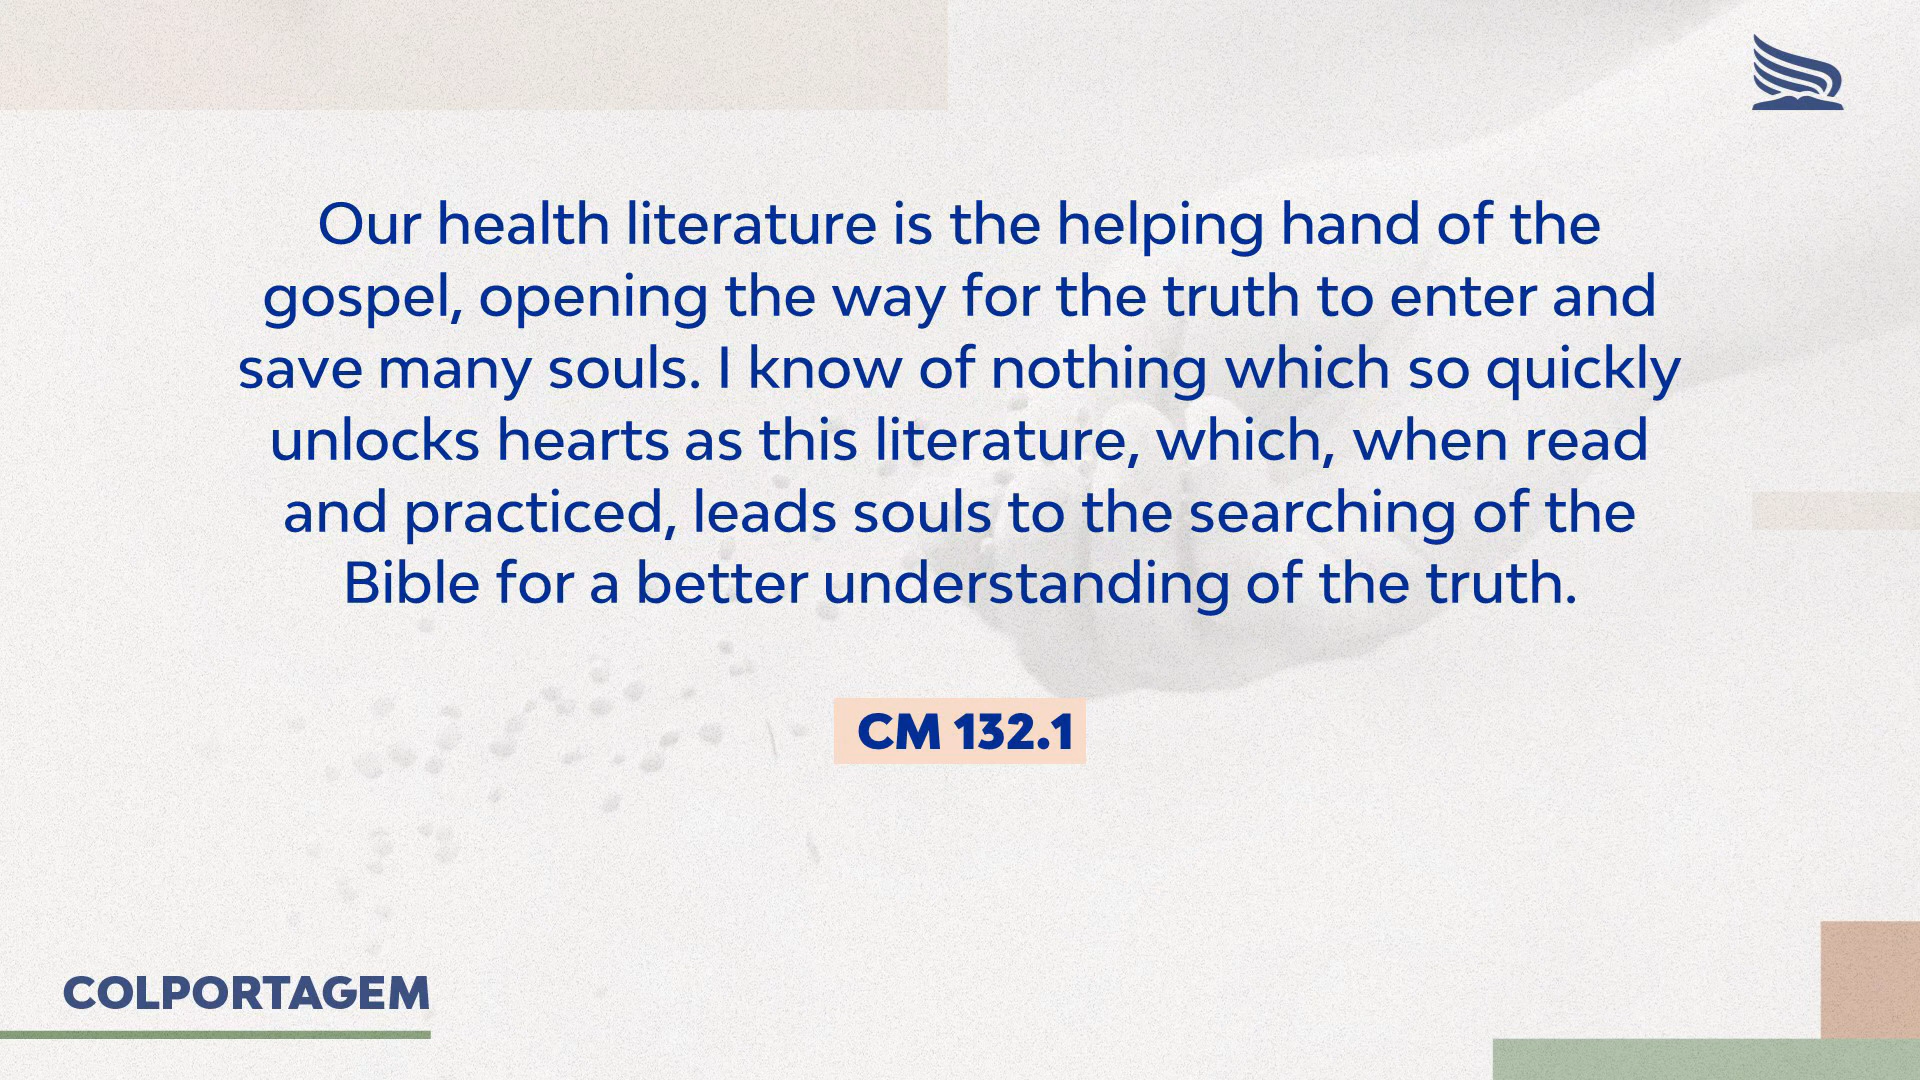 Our health literature is the helping hand of the
gospel, opening the way for the truth to enter and
save many souls. I know of nothing which so quickly
unlocks hearts as this literature, which, when read
and practiced, leads souls to the searching of the
Bible for a better understanding of the truth.
CM 132.1
COLPORTAGEM